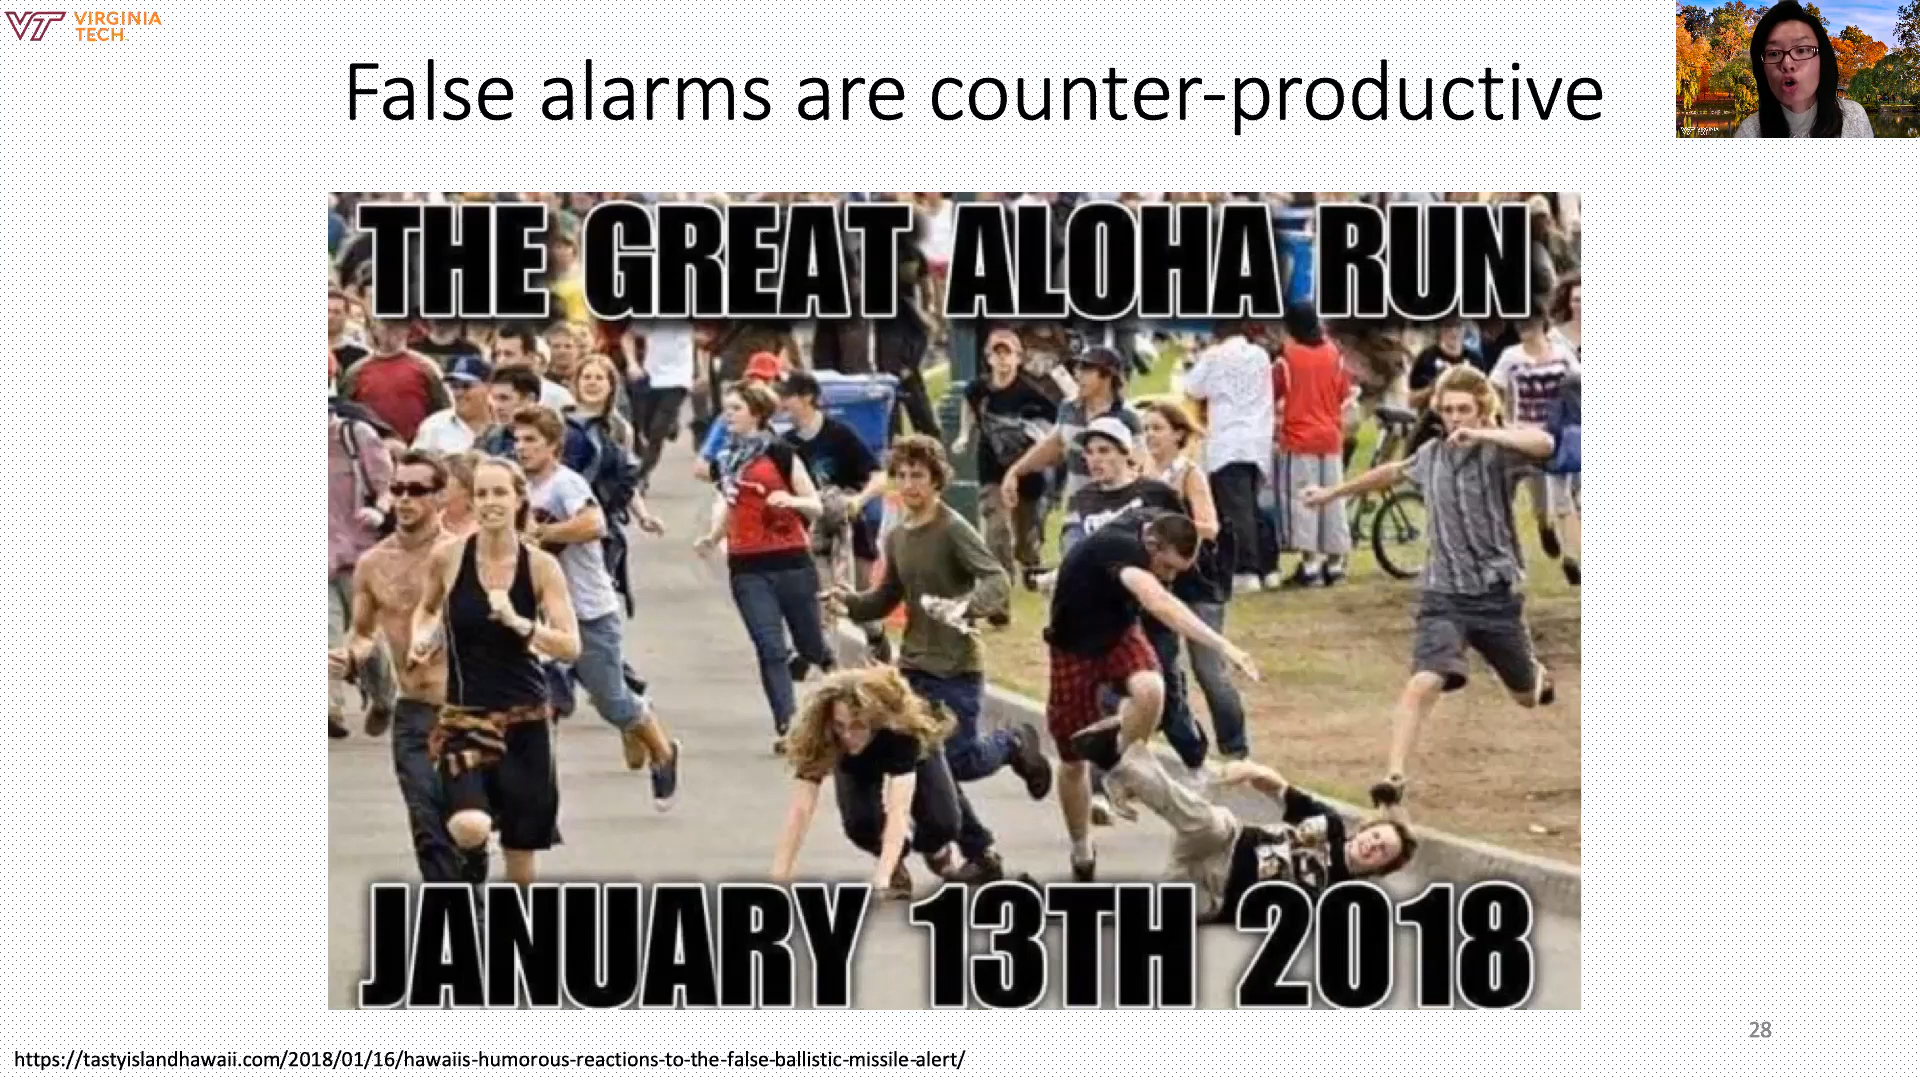 VIRGINIA
TECH
False alarms are counter-productive
THE GREAT ALOHA RUN
JANUARY 13TH 2018
28
https://tastyislandhawaii.com/2018/01/16/hawaiis-humorous-reactions-to-the-false-ballistic-missile-alert/